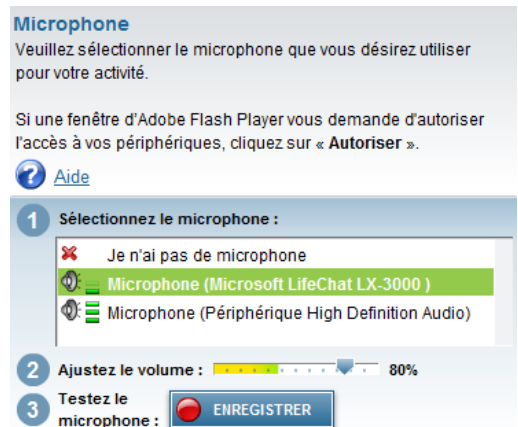 Microphone
Veuillez sélectionner le microphone que vous désirez utiliser
pour votre activité.
Si une fenêtre d'Adobe Flash Player vous demande d'autoriser
l'accès à vos périphériques, cliquez sur « Autoriser ».
Aide
1 Sélectionnez le microphone :
Je n'ai pas de microphone
Microphone (Microsoft LifeChat LX-3000 )
Microphone (Périphérique High Definition Audio)
2 Ajustez le volume : 80%
3 Testez le
microphone : ENREGISTRER